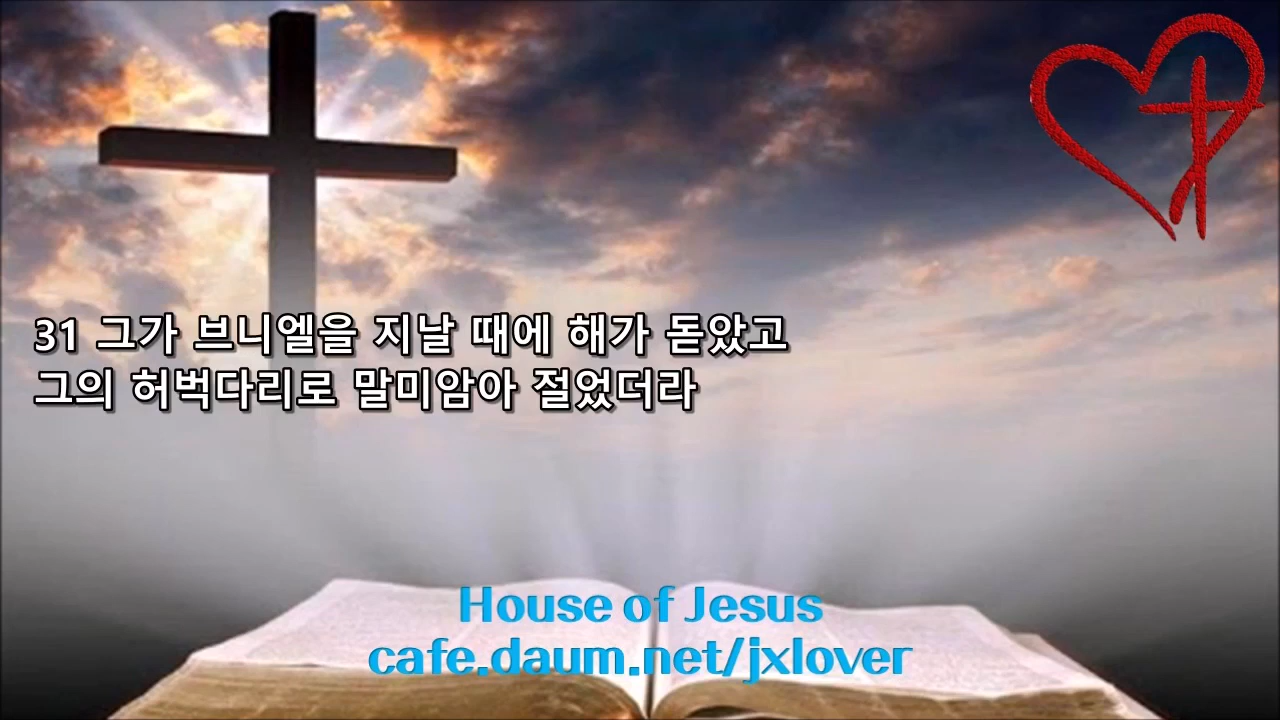 31 그가 브니엘을 지날 때에 해가 돋았고
그의 허벅다리로 말미암아 절었더라
House of Jesus
cafe.daum.net/jxlover